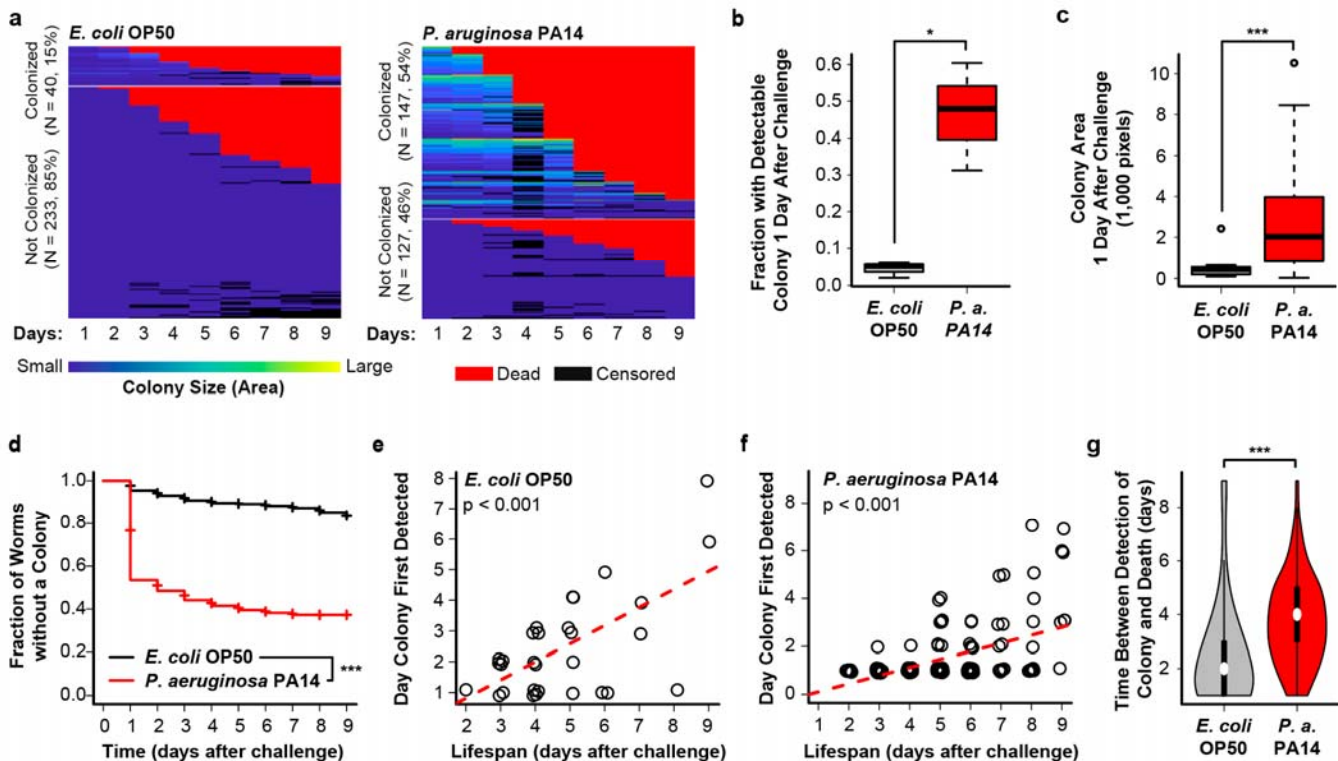 a
E. coli OP50
P. aruginosa PA14
Colonized
(N = 40, 15%)
Not Colonized
(N = 233, 85%)
Colonized
(N = 147, 54%)
Not Colonized
(N = 127, 46%)
Days: 1 2 3 4 5 6 7 8 9
Days: 1 2 3 4 5 6 7 8 9
Small Large
Colony Size (Area)
Dead Censored
b
Fraction with Detectable
Colony 1 Day After Challenge
0.6
0.5
0.4
0.3
0.2
0.1
0.0
*
E. coli
OP50
P. a.
PA14
c
Colony Area
1 Day After Challenge
(1,000 pixels)
10
8
6
4
2
0
***
E. coli
OP50
P. a.
PA14
d
Fraction of Worms
without a Colony
1.0
0.8
0.6
0.4
0.2
0.0
E. coli OP50
P. aeruginosa PA14
***
0 1 2 3 4 5 6 7 8 9
Time (days after challenge)
e
E. coli OP50
p < 0.001
Day Colony First Detected
8
7
6
5
4
3
2
1
2 3 4 5 6 7 8 9
Lifespan (days after challenge)
f
P. aeruginosa PA14
p < 0.001
Day Colony First Detected
8
6
4
2
0
1 2 3 4 5 6 7 8 9
Lifespan (days after challenge)
g
Time Between Detection of
Colony and Death (days)
8
6
4
2
***
E. coli
OP50
P. a.
PA14